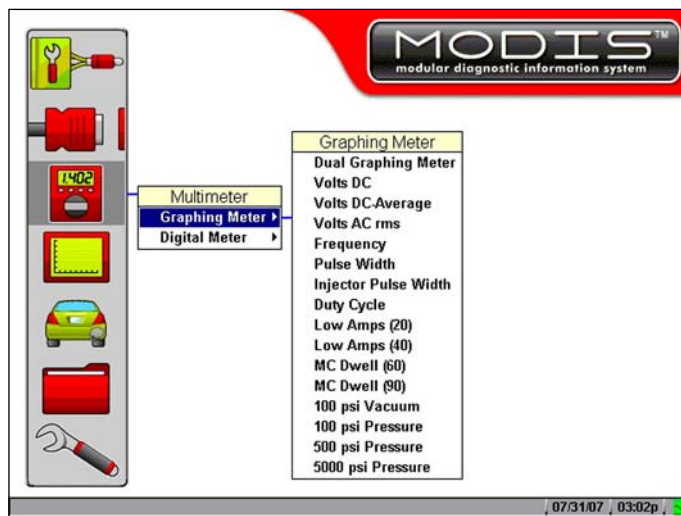 MODIS™
modular diagnostic information system
1.402
Multimeter
Graphing Meter
Digital Meter
Graphing Meter
Dual Graphing Meter
Volts DC
Volts DC-Average
Volts AC rms
Frequency
Pulse Width
Injector Pulse Width
Duty Cycle
Low Amps (20)
Low Amps (40)
MC Dwell (60)
MC Dwell (90)
100 psi Vacuum
100 psi Pressure
500 psi Pressure
5000 psi Pressure
07/31/07 03:02p